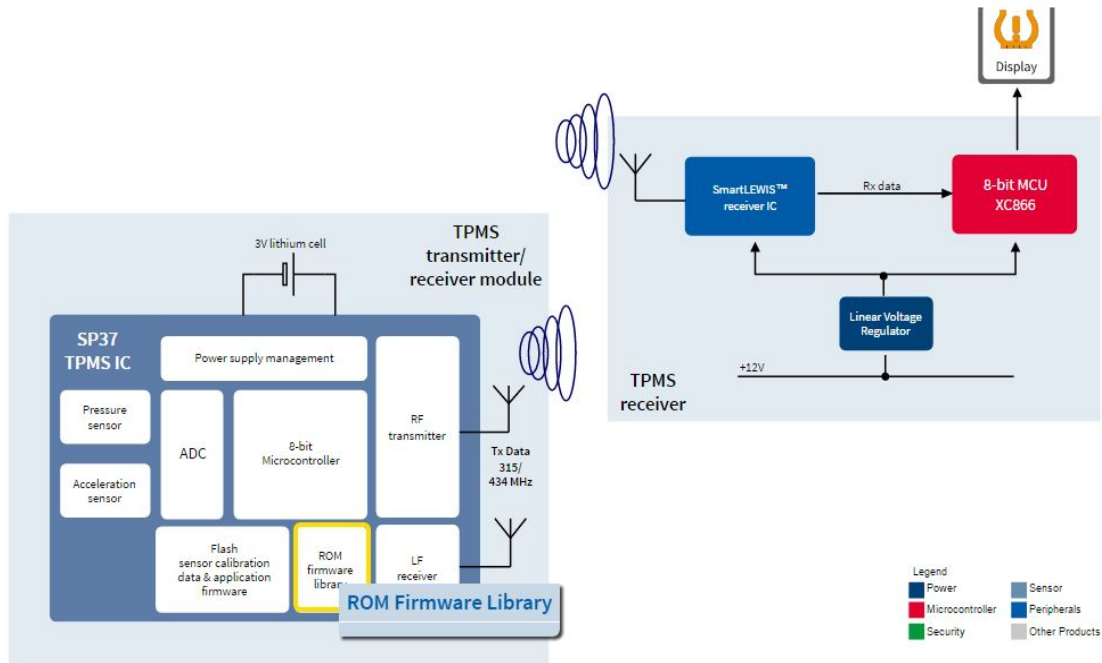 Display
SmartLEWIS™
receiver IC
Rx data
8-bit MCU
XC866
Linear Voltage
Regulator
+12V
TPMS
receiver
TPMS
transmitter/
receiver module
3V lithium cell
SP37
TPMS IC
Power supply management
Pressure
sensor
Acceleration
sensor
ADC
8-bit
Microcontroller
RF
transmitter
Tx Data
315/
434 MHz
Flash
sensor calibration
data & application
firmware
ROM
firmware
library
LF
receiver
ROM Firmware Library
Legend
Power
Sensor
Microcontroller
Peripherals
Security
Other Products